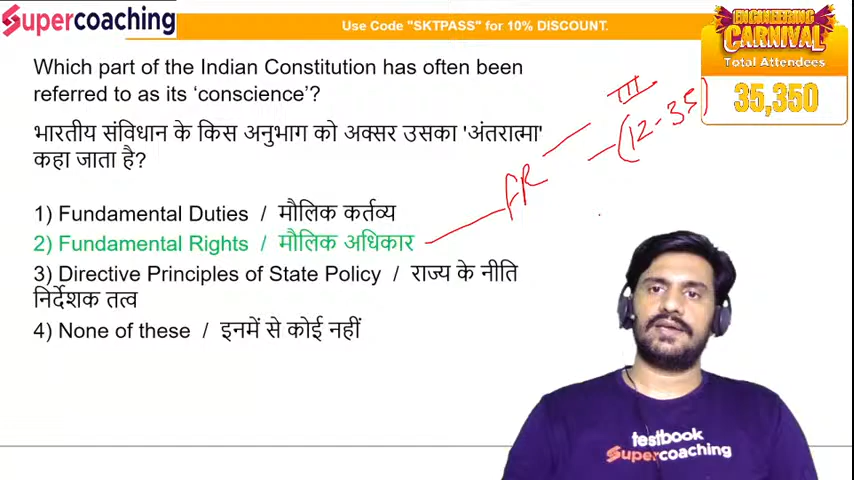 Supercoaching
Use Code "SKTPASS" for 10% DISCOUNT.
ENGINEERING
CARNIVAL
Total Attendees
35,350
Which part of the Indian Constitution has often been
referred to as its ‘conscience’?
भारतीय संविधान के किस अनुभाग को अक्सर उसका 'अंतरात्मा'
कहा जाता है?
III
(12-35)
FR
1) Fundamental Duties / मौलिक कर्तव्य
2) Fundamental Rights / मौलिक अधिकार
3) Directive Principles of State Policy / राज्य के नीति
निर्देशक तत्व
4) None of these / इनमें से कोई नहीं
testbook
Supercoaching